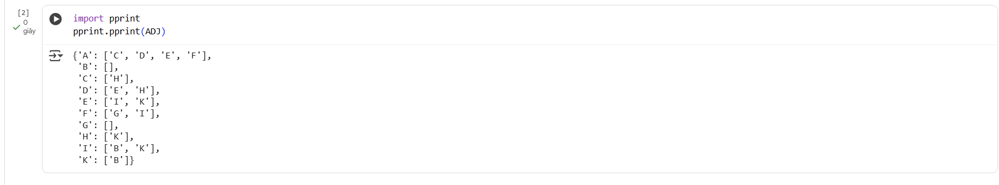 [2]
0
giây
import pprint
pprint.pprint(ADJ)
{'A': ['C', 'D', 'E', 'F'],
 'B': [],
 'C': ['H'],
 'D': ['E', 'H'],
 'E': ['I', 'K'],
 'F': ['G', 'I'],
 'G': [],
 'H': ['K'],
 'I': ['B', 'K'],
 'K': ['B']}